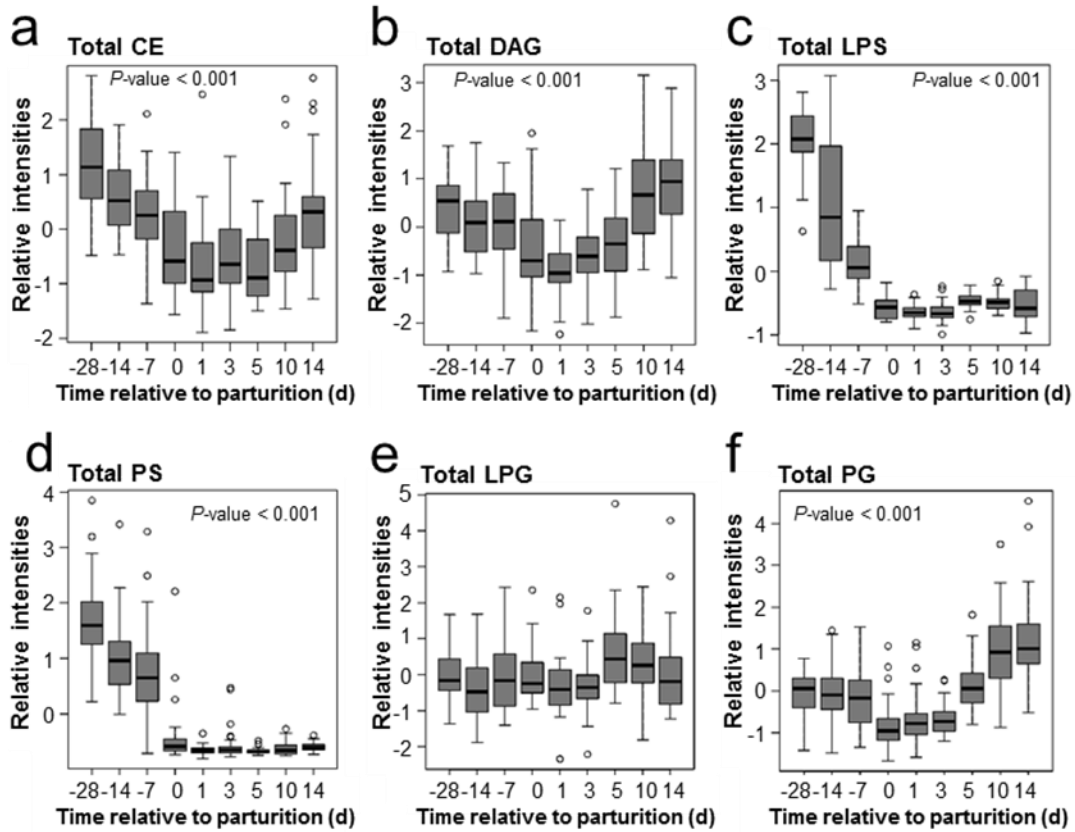 a
Total CE
P-value < 0.001
Relative intensities
2
1
0
-1
-2
-28 -14 -7 0 1 3 5 10 14
Time relative to parturition (d)
b
Total DAG
P-value < 0.001
Relative intensities
3
2
1
0
-1
-2
-28 -14 -7 0 1 3 5 10 14
Time relative to parturition (d)
c
Total LPS
P-value < 0.001
Relative intensities
3
2
1
0
-1
-28 -14 -7 0 1 3 5 10 14
Time relative to parturition (d)
d
Total PS
P-value < 0.001
Relative intensities
4
3
2
1
0
-28 -14 -7 0 1 3 5 10 14
Time relative to parturition (d)
e
Total LPG
Relative intensities
5
4
3
2
1
0
-1
-2
-28 -14 -7 0 1 3 5 10 14
Time relative to parturition (d)
f
Total PG
P-value < 0.001
Relative intensities
4
3
2
1
0
-1
-28 -14 -7 0 1 3 5 10 14
Time relative to parturition (d)